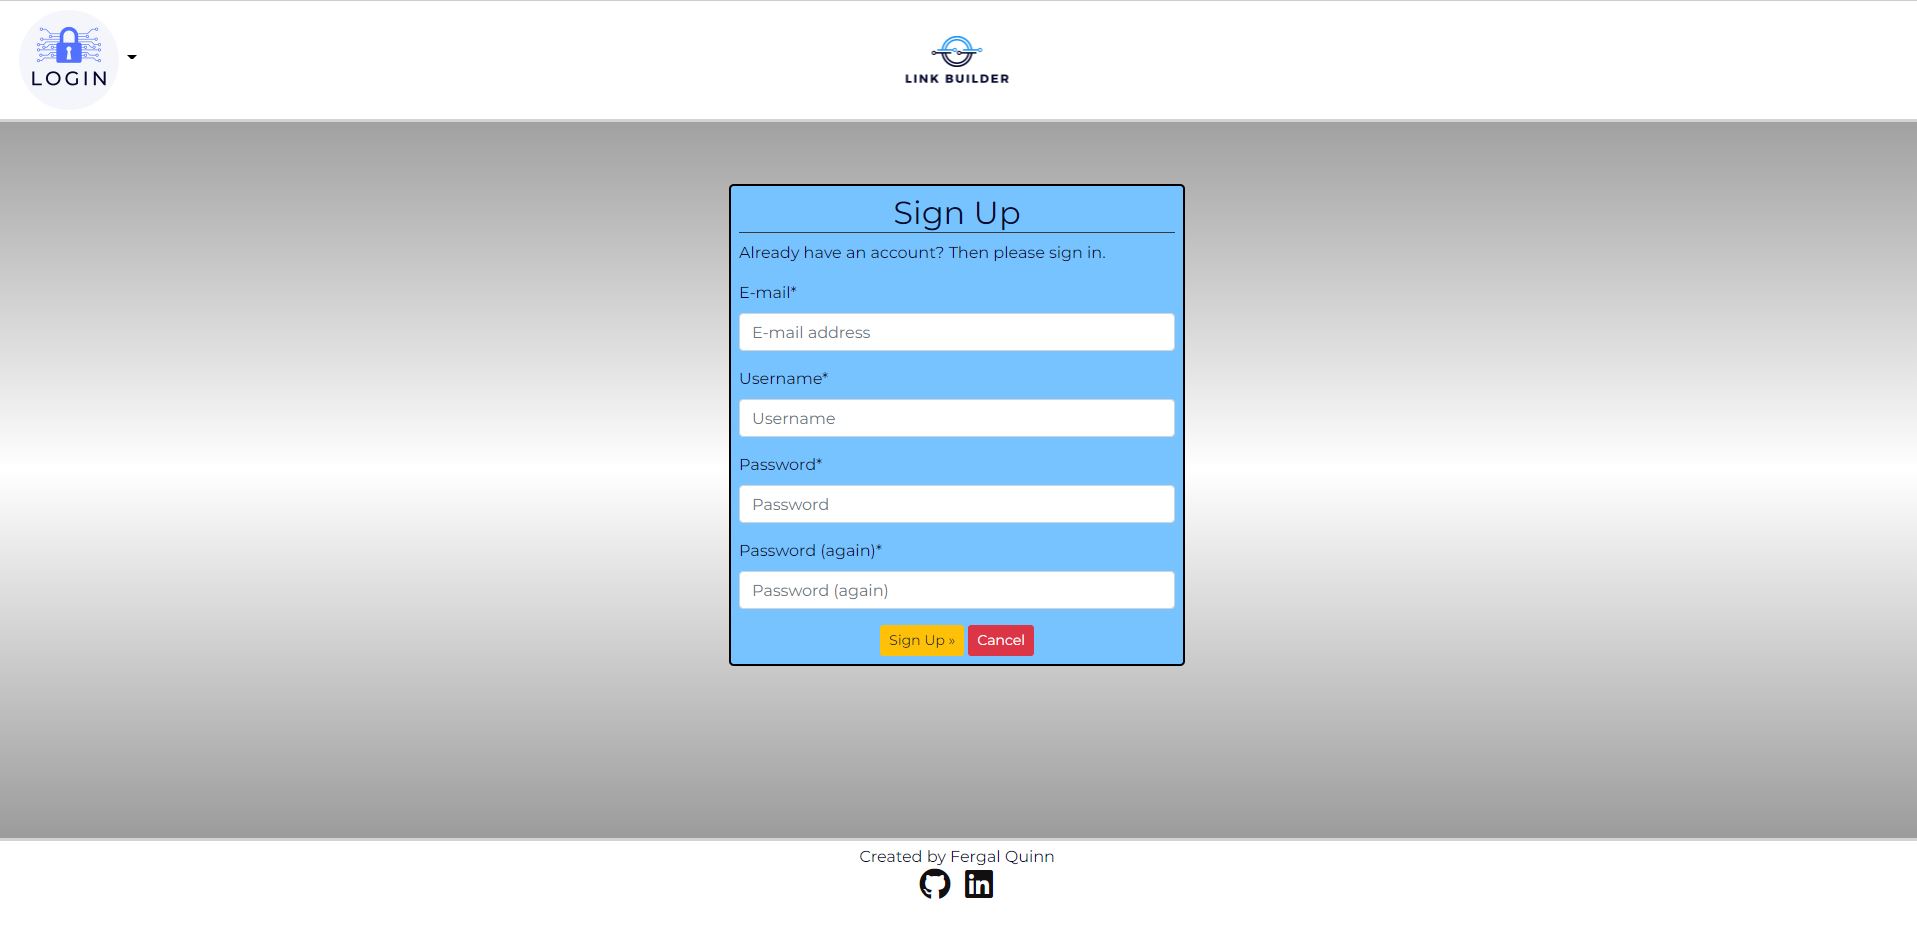 LOGIN
LINK BUILDER
Sign Up
Already have an account? Then please sign in.
E-mail*
E-mail address
Username*
Username
Password*
Password
Password (again)*
Password (again)
Sign Up » Cancel
Created by Fergal Quinn
in